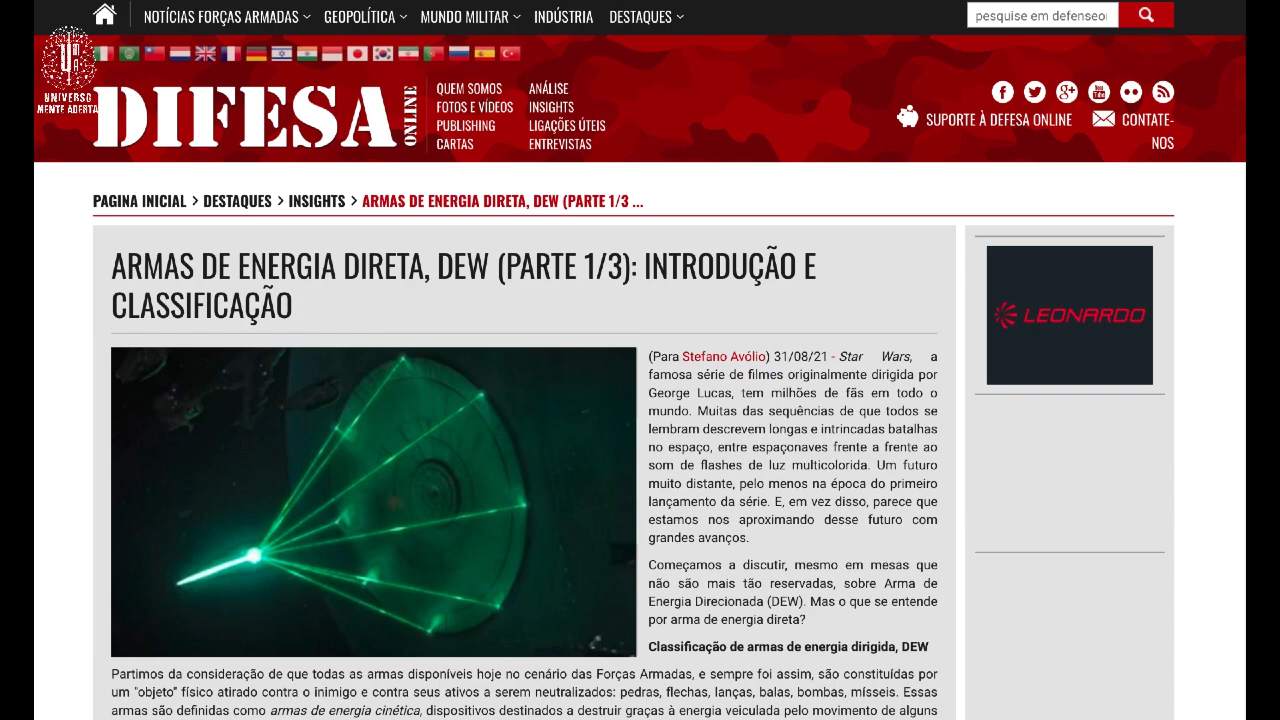 NOTÍCIAS FORÇAS ARMADAS GEOPOLÍTICA MUNDO MILITAR INDÚSTRIA DESTAQUES
pesquise em defenseo
UNIVERSO
MENTE ABERTA
DIFESA
ONLINE
QUEM SOMOS
FOTOS E VÍDEOS
PUBLISHING
CARTAS
ANÁLISE
INSIGHTS
LIGAÇÕES ÚTEIS
ENTREVISTAS
SUPORTE À DEFESA ONLINE
CONTATE-
NOS
PAGINA INICIAL > DESTAQUES > INSIGHTS > ARMAS DE ENERGIA DIRETA, DEW (PARTE 1/3 ...
ARMAS DE ENERGIA DIRETA, DEW (PARTE 1/3): INTRODUÇÃO E
CLASSIFICAÇÃO
LEONARDO
(Para Stefano Avólio) 31/08/21 - Star Wars, a
famosa série de filmes originalmente dirigida por
George Lucas, tem milhões de fãs em todo o
mundo. Muitas das sequências de que todos se
lembram descrevem longas e intrincadas batalhas
no espaço, entre espaçonaves frente a frente ao
som de flashes de luz multicolorida. Um futuro
muito distante, pelo menos na época do primeiro
lançamento da série. E, em vez disso, parece que
estamos nos aproximando desse futuro com
grandes avanços.
Começamos a discutir, mesmo em mesas que
não são mais tão reservadas, sobre Arma de
Energia Direcionada (DEW). Mas o que se entende
por arma de energia direta?
Classificação de armas de energia dirigida, DEW
Partimos da consideração de que todas as armas disponíveis hoje no cenário das Forças Armadas, e sempre foi assim, são constituídas por
um "objeto" físico atirado contra o inimigo e contra seus ativos a serem neutralizados: pedras, flechas, lanças, balas, bombas, mísseis. Essas
armas são definidas como armas de energia cinética, dispositivos destinados a destruir graças à energia veiculada pelo movimento de alguns